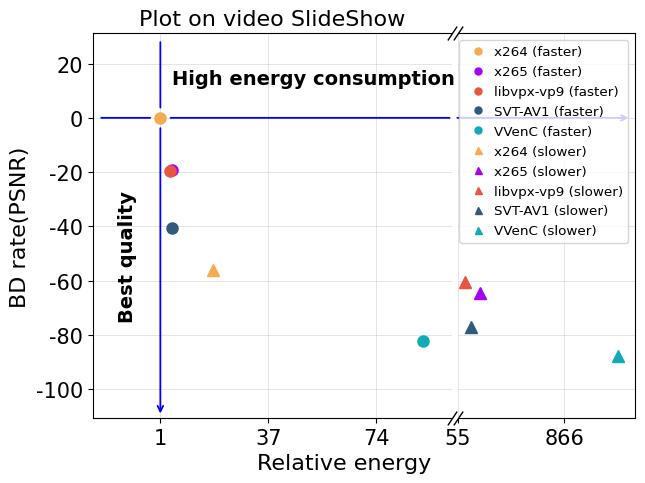 Plot on video SlideShow
High energy consumption
x264 (faster)
x265 (faster)
libvpx-vp9 (faster)
SVT-AV1 (faster)
VVenC (faster)
x264 (slower)
x265 (slower)
libvpx-vp9 (slower)
SVT-AV1 (slower)
VVenC (slower)
20
0
-20
-40
-60
-80
-100
BD rate(PSNR)
Best quality
1
37
74
55
866
Relative energy